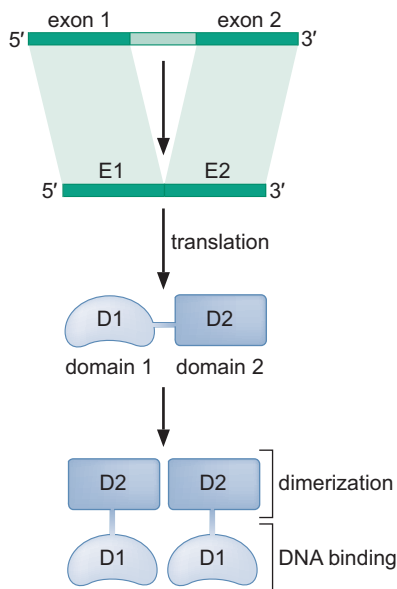 exon 1 exon 2
5′ 3′
E1 E2
5′ 3′
translation
D1 D2
domain 1 domain 2
D2 D2 dimerization
D1 D1 DNA binding